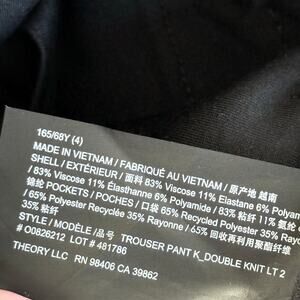 165/68Y (4)
MADE IN VIETNAM / FABRIQUÉ AU VIETNAM / 原产地 越南
SHELL / EXTÉRIEUR / 面料 83% Viscose 11% Elastane 6% Polyamide
/ 83% Viscose 11% Élasthanne 6% Polyamide / 83% 粘纤 11% 氨纶 6%
锦纶 POCKETS / POCHES / 口袋 65% Recycled Polyester 35% Rayon
/ 65% Polyester Recyclée 35% Rayonne / 65% 回收再利用聚酯纤维
35% 粘纤
STYLE / MODÈLE /品号 TROUSER PANT K_DOUBLE KNIT LT 2
# O0826212 LOT # 481786
THEORY LLC RN 98406 CA 39862